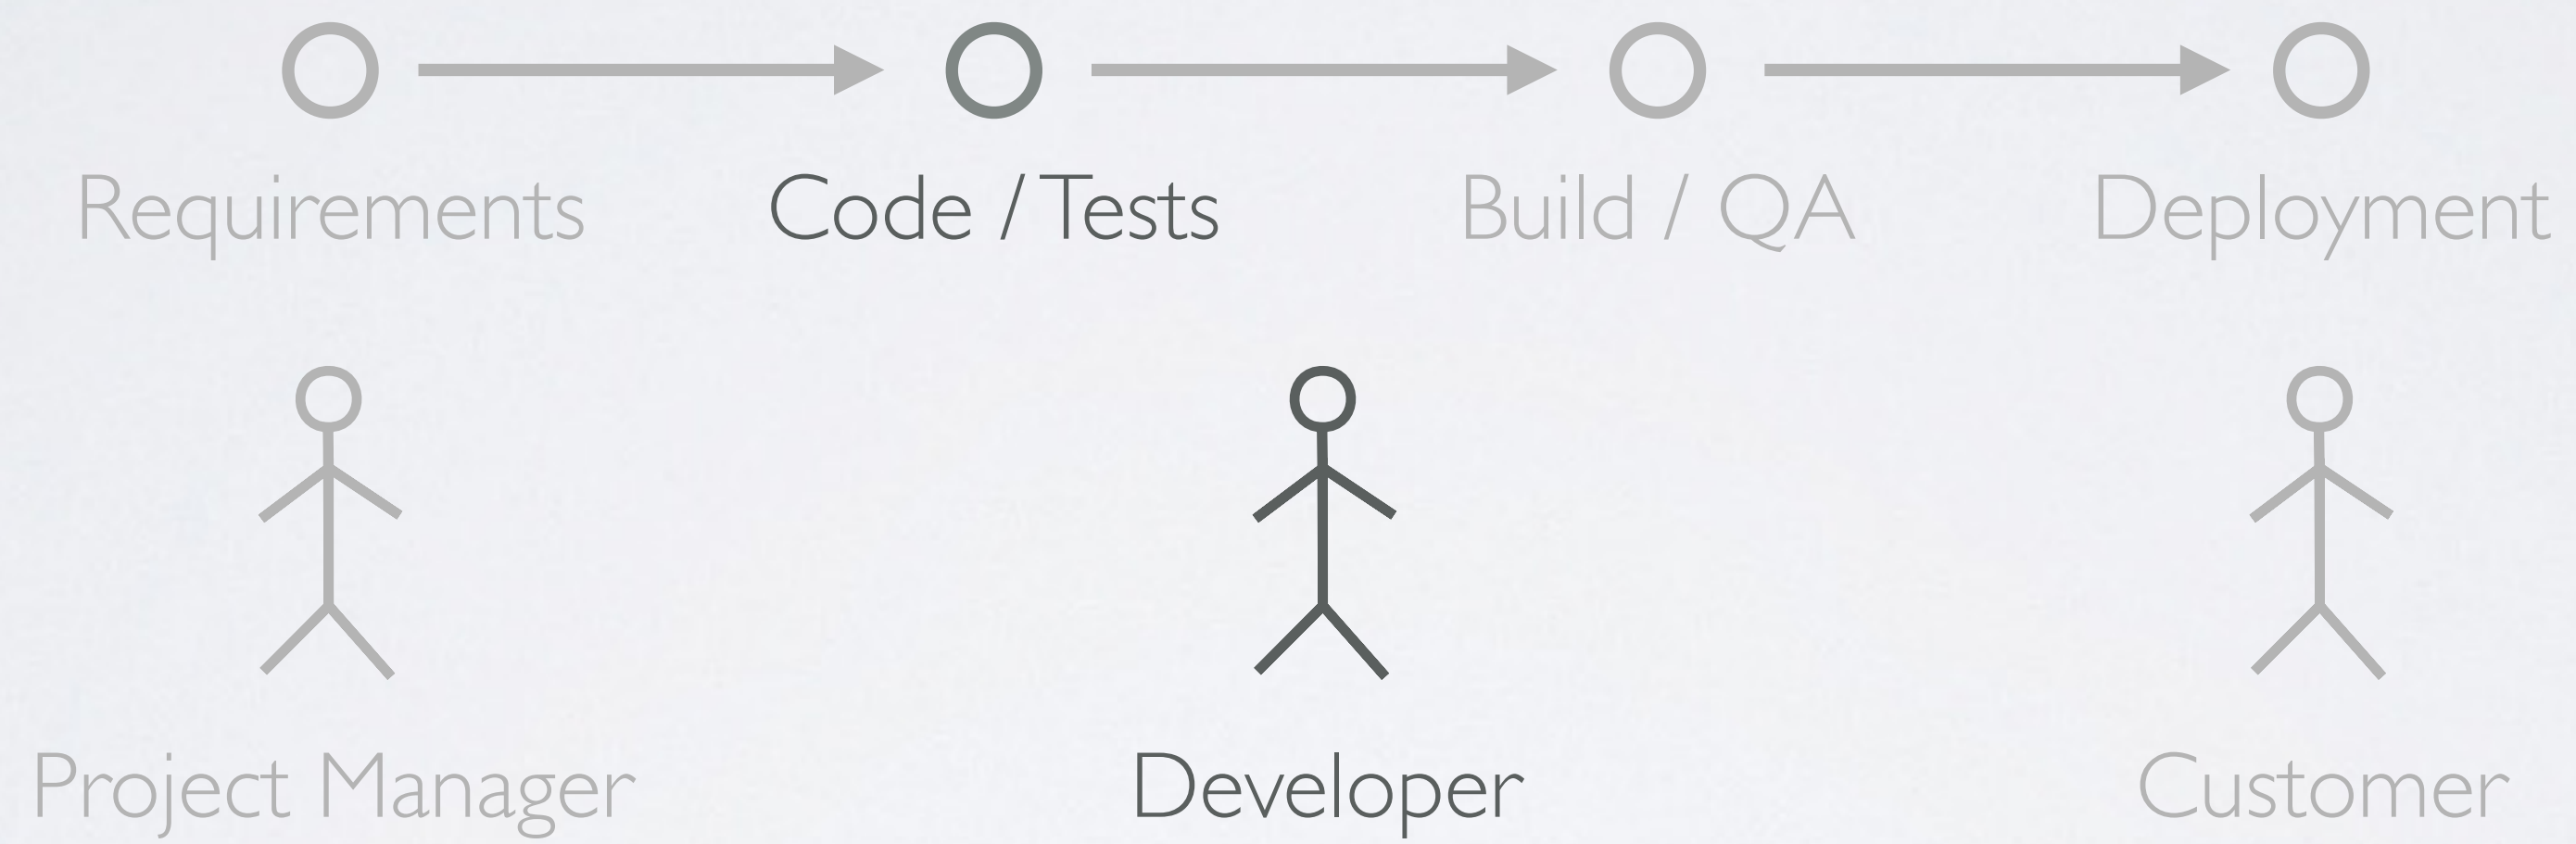 Requirements
Code / Tests
Build / QA
Deployment
Project Manager
Developer
Customer